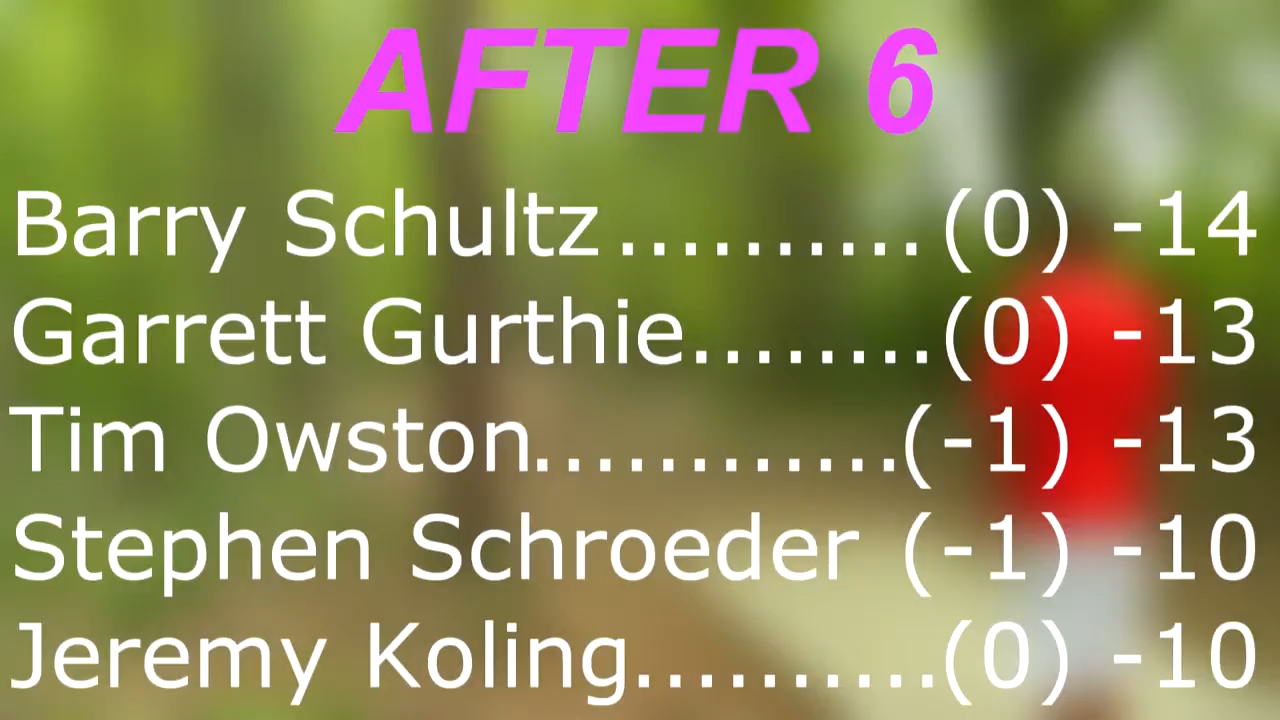 AFTER 6
Barry Schultz..........(0) -14
Garrett Gurthie........(0) -13
Tim Owston............(-1) -13
Stephen Schroeder (-1) -10
Jeremy Koling..........(0) -10